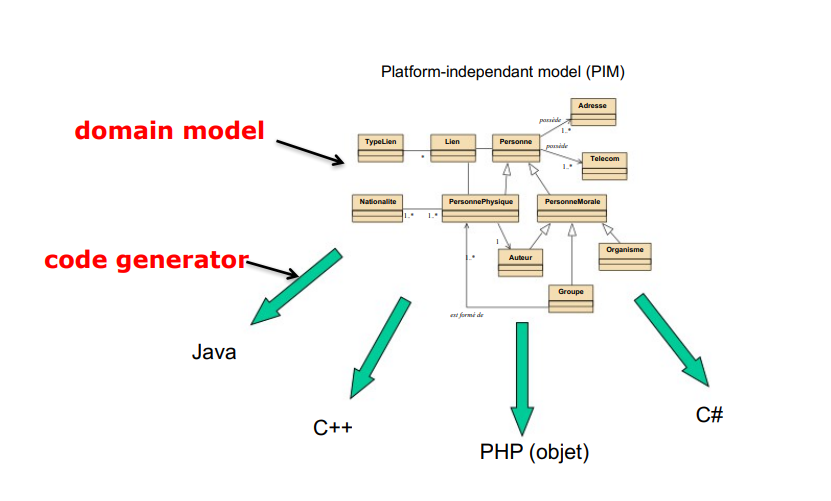 Platform-independant model (PIM)
domain model
Adresse
possède
1..*
TypeLien
Lien
Personne
*
possède
Telecom
1..*
Nationalite
PersonnePhysique
PersonneMorale
1..*
1..*
1
1..*
Auteur
Organisme
code generator
Groupe
est formé de
Java
C++
PHP (objet)
C#